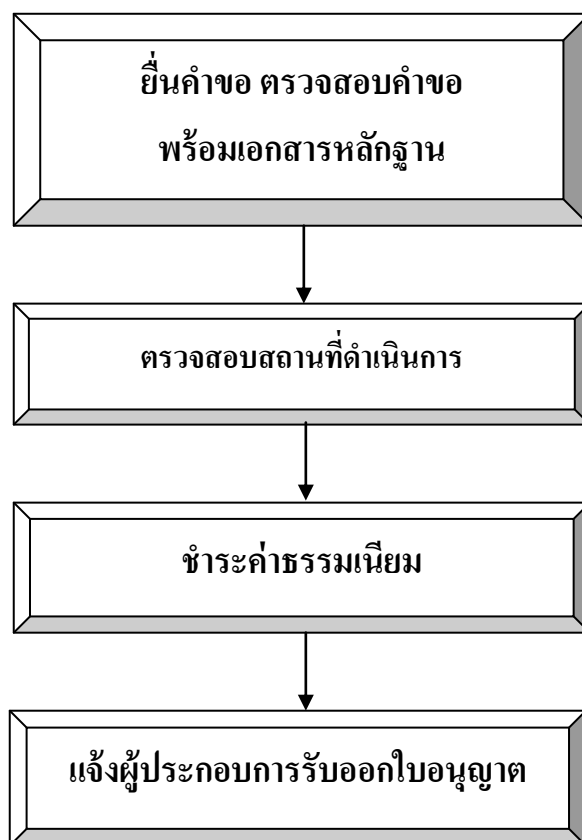 ยื่นคำขอ ตรวจสอบคำขอ
พร้อมเอกสารหลักฐาน
ตรวจสอบสถานที่ดำเนินการ
ชำระค่าธรรมเนียม
แจ้งผู้ประกอบการรับออกใบอนุญาต